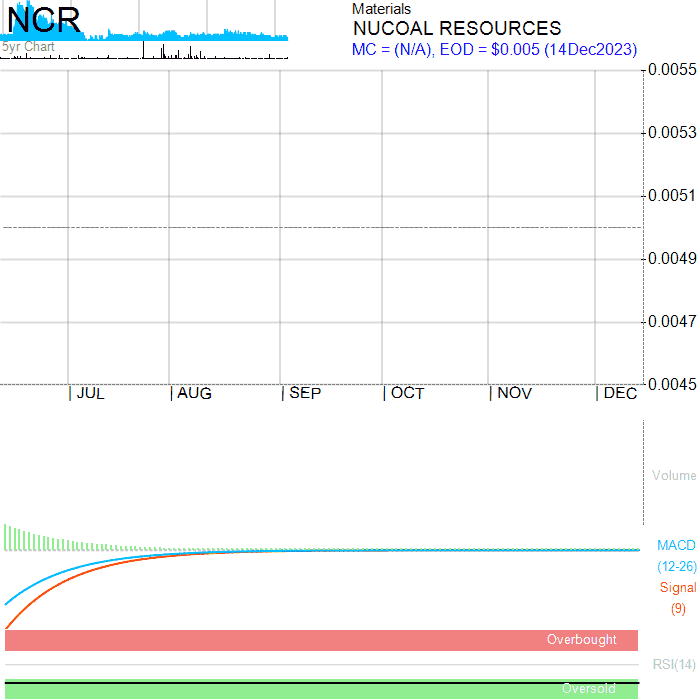 NCR
5yr Chart
Materials
NUCOAL RESOURCES
MC = (N/A), EOD = $0.005 (14Dec2023)
0.0055
0.0053
0.0051
0.0049
0.0047
0.0045
JUL AUG SEP OCT NOV DEC
Volume
MACD
(12-26)
Signal
(9)
Overbought
RSI(14)
Oversold